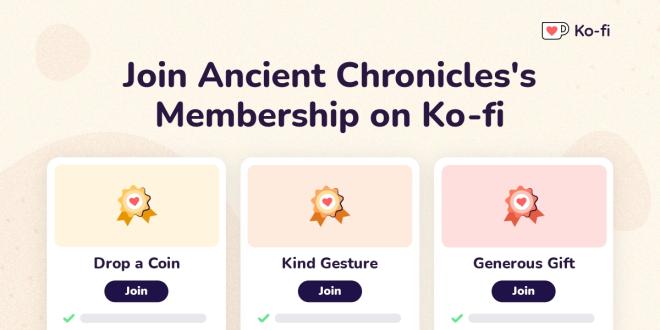 Ko-fi
Join Ancient Chronicles's
Membership on Ko-fi
Drop a Coin
Join
Kind Gesture
Join
Generous Gift
Join